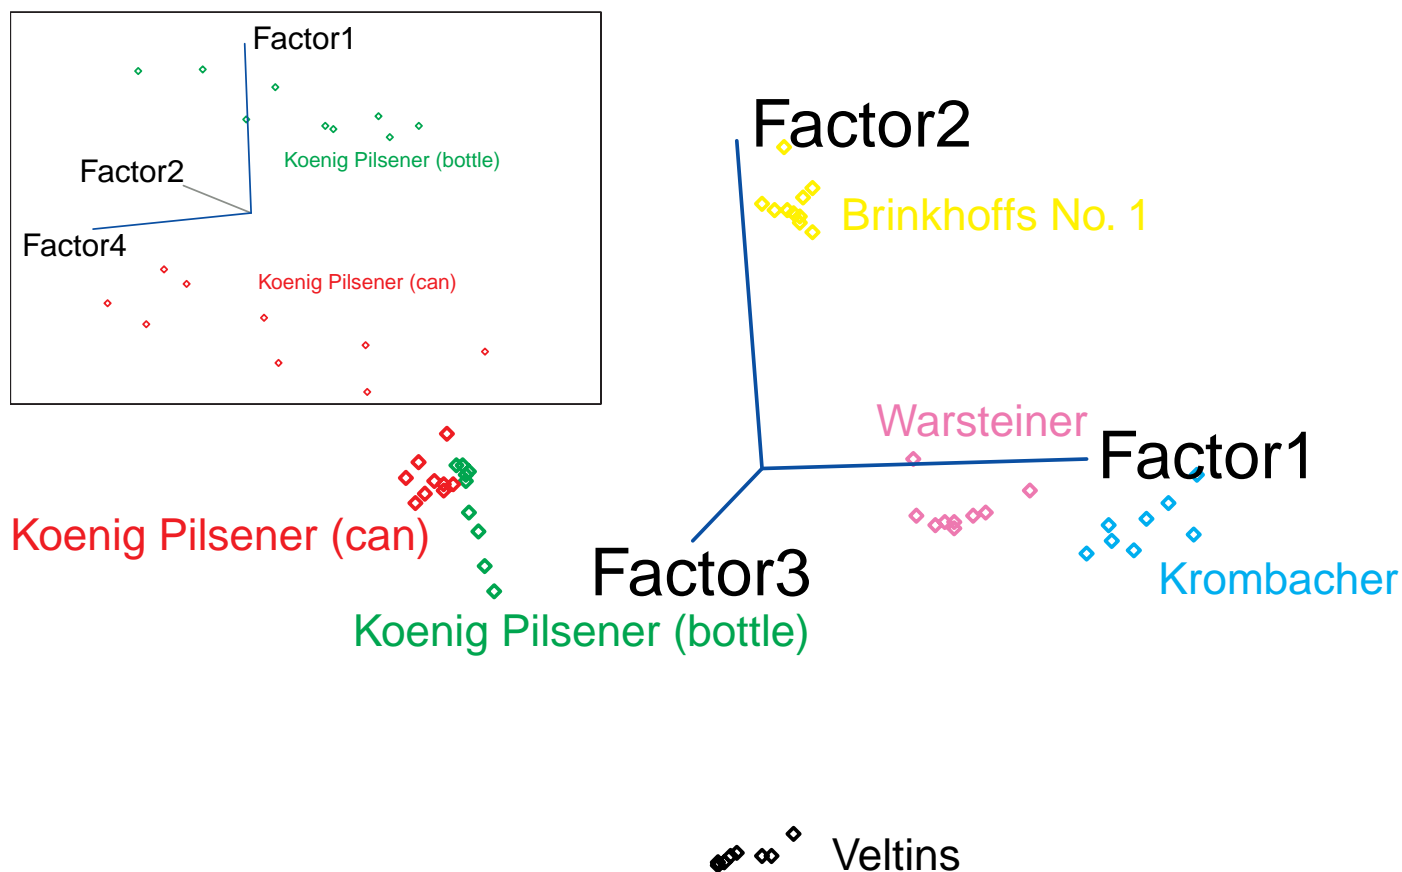 Factor1
Koenig Pilsener (bottle)
Factor2
Factor4
Koenig Pilsener (can)
Factor2
Brinkhoffs No. 1
Warsteiner
Factor1
Koenig Pilsener (can)
Factor3
Krombacher
Koenig Pilsener (bottle)
Veltins